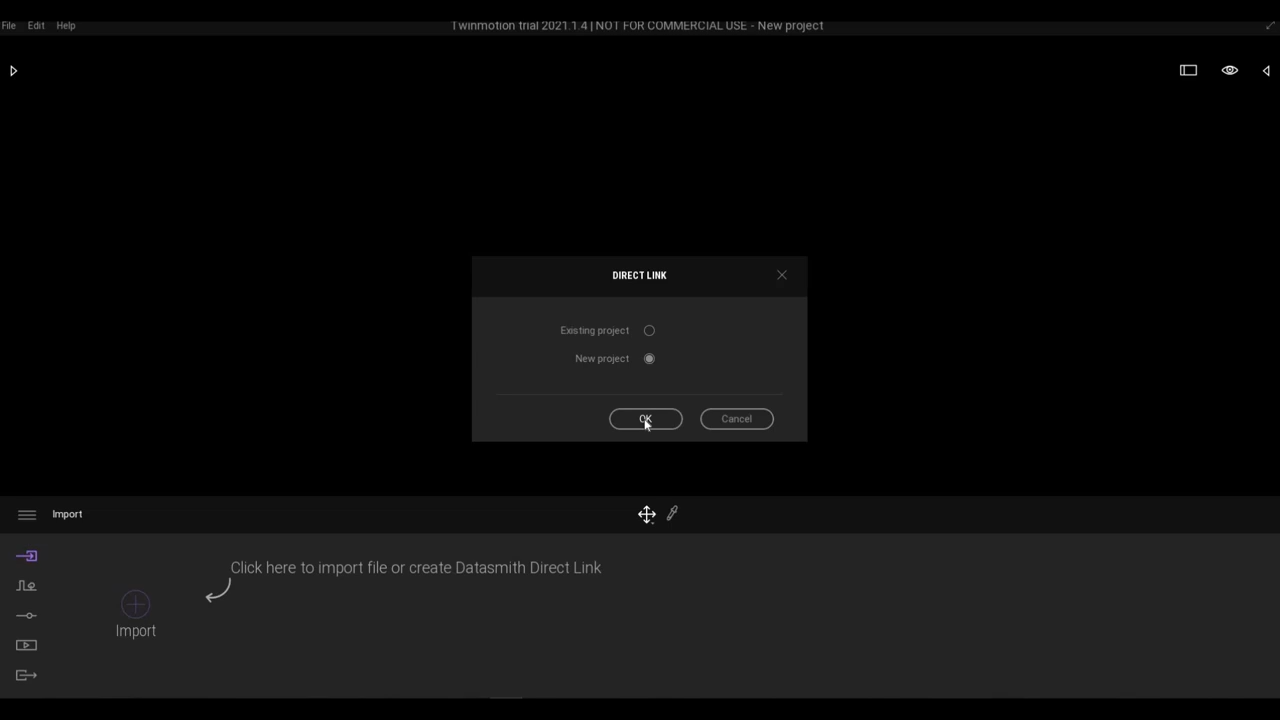 File Edit Help
Twinmotion trial 2021.1.4 | NOT FOR COMMERCIAL USE - New project
DIRECT LINK
Existing project
New project
OK Cancel
Import
Click here to import file or create Datasmith Direct Link
Import